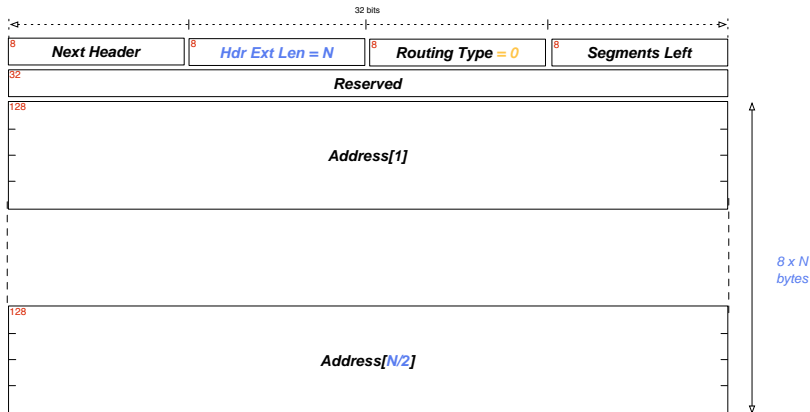 32 bits
8 Next Header 8 Hdr Ext Len = N 8 Routing Type = 0 8 Segments Left
32 Reserved
128
Address[1]
8 x N
bytes
128
Address[N/2]